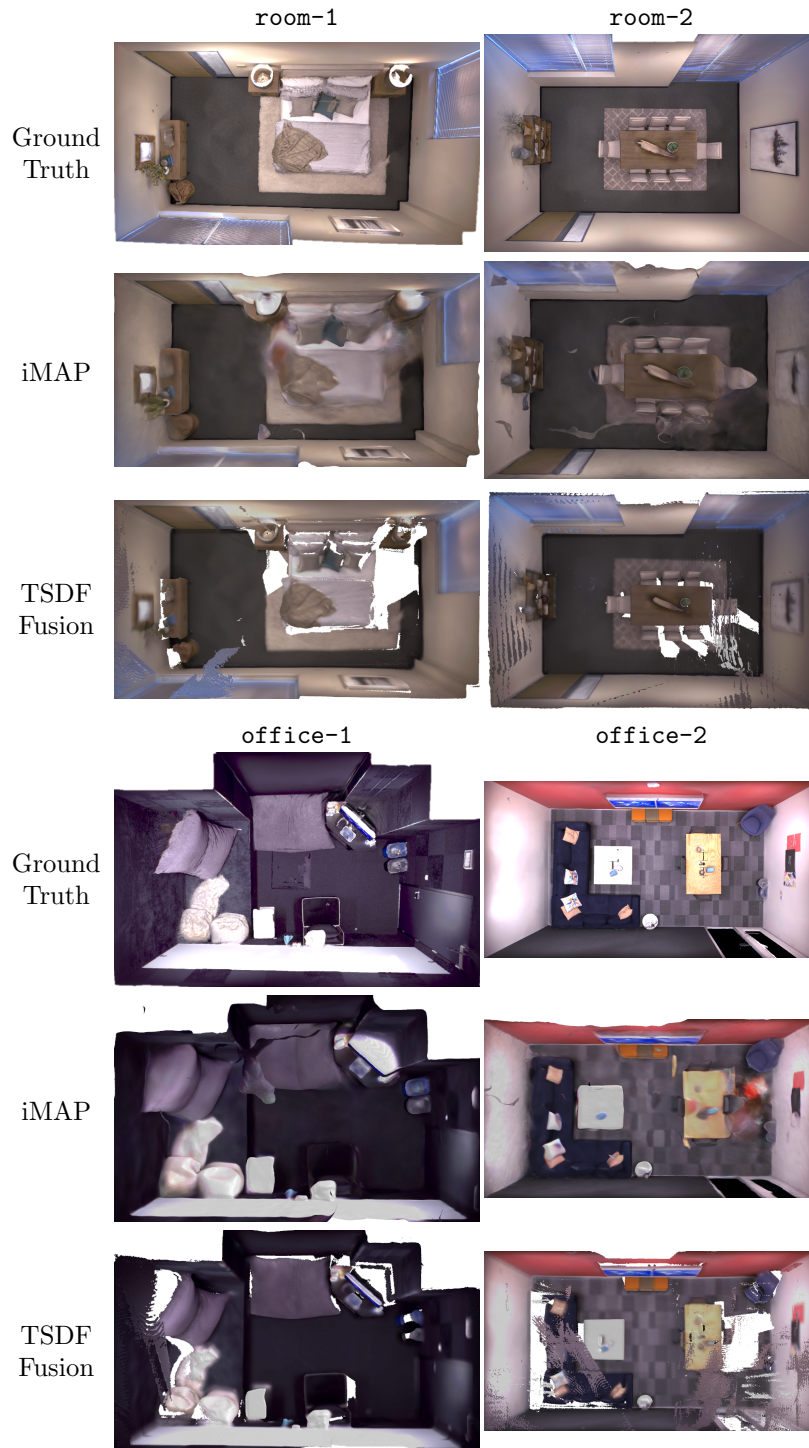 room-1
room-2
Ground
Truth
iMAP
TSDF
Fusion
office-1
office-2
Ground
Truth
iMAP
TSDF
Fusion